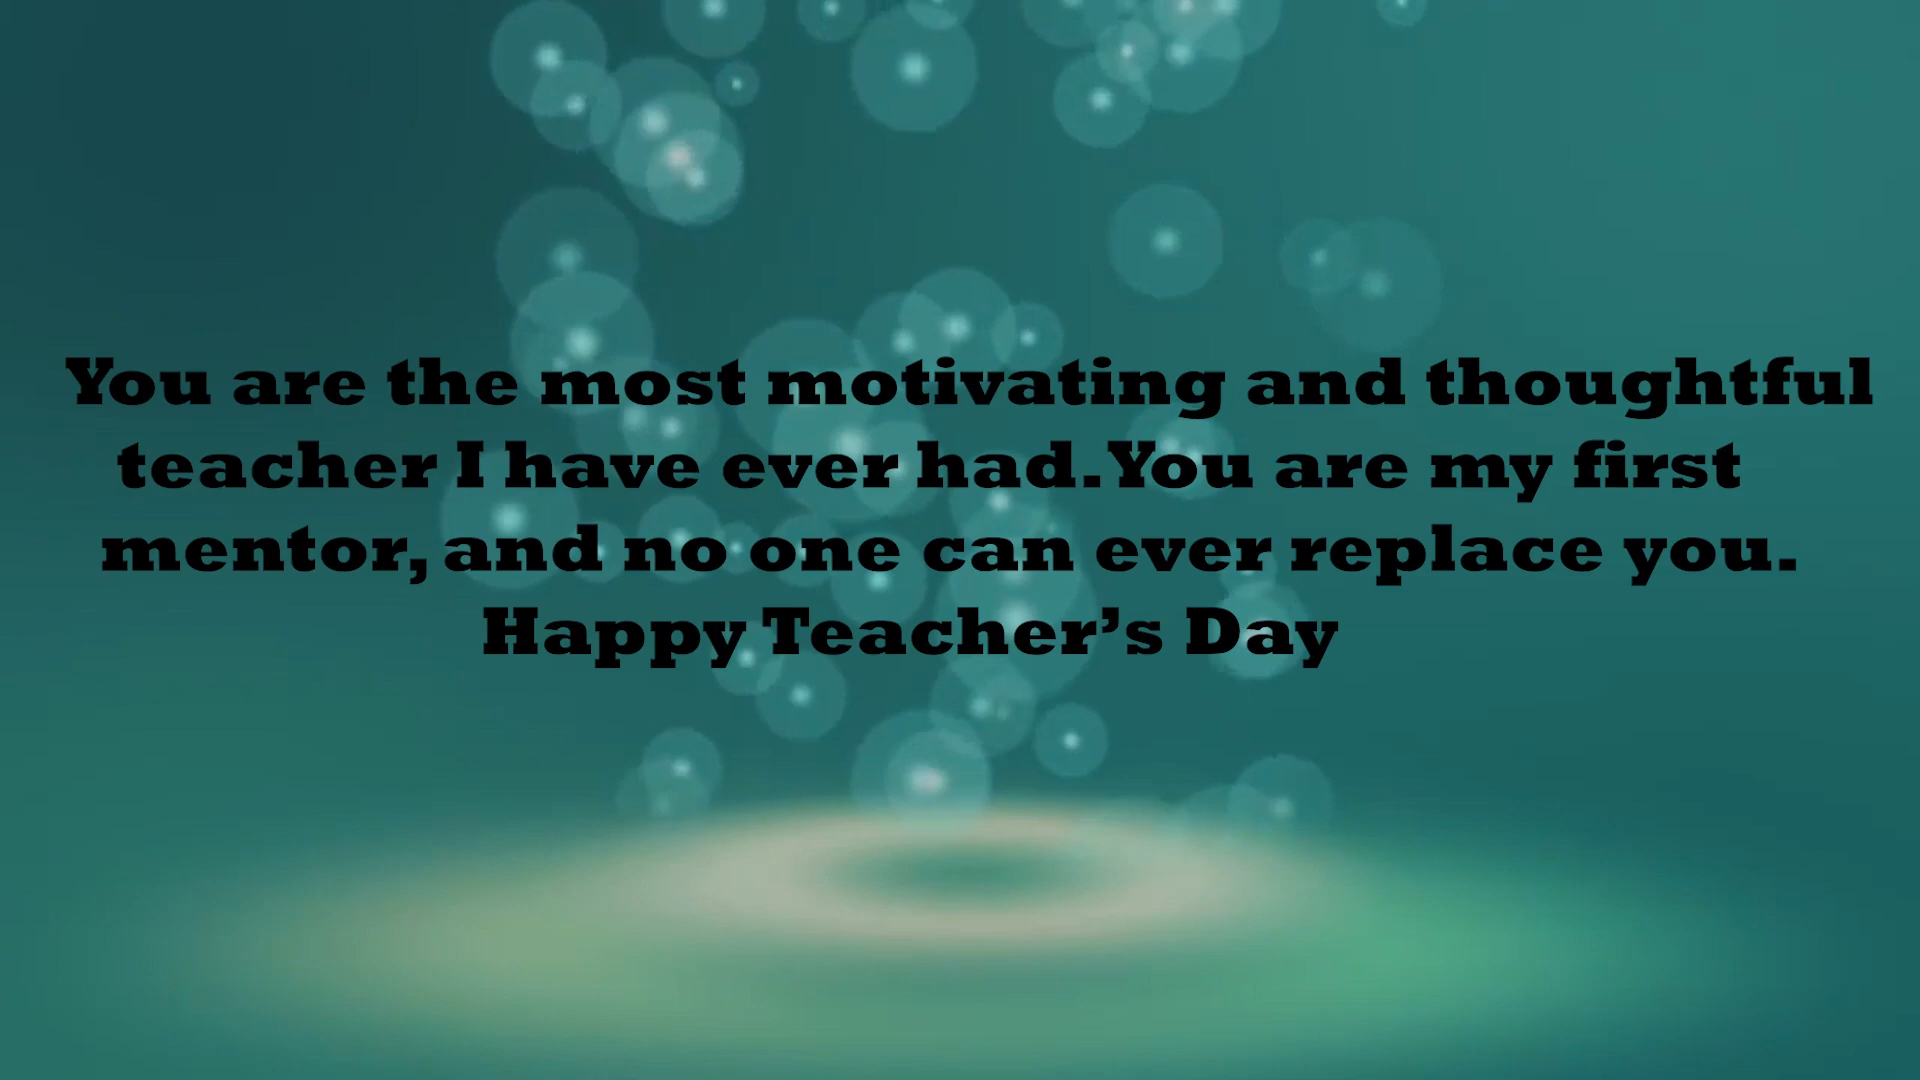 You are the most motivating and thoughtful
teacher I have ever had. You are my first
mentor, and no one can ever replace you.
Happy Teacher’s Day